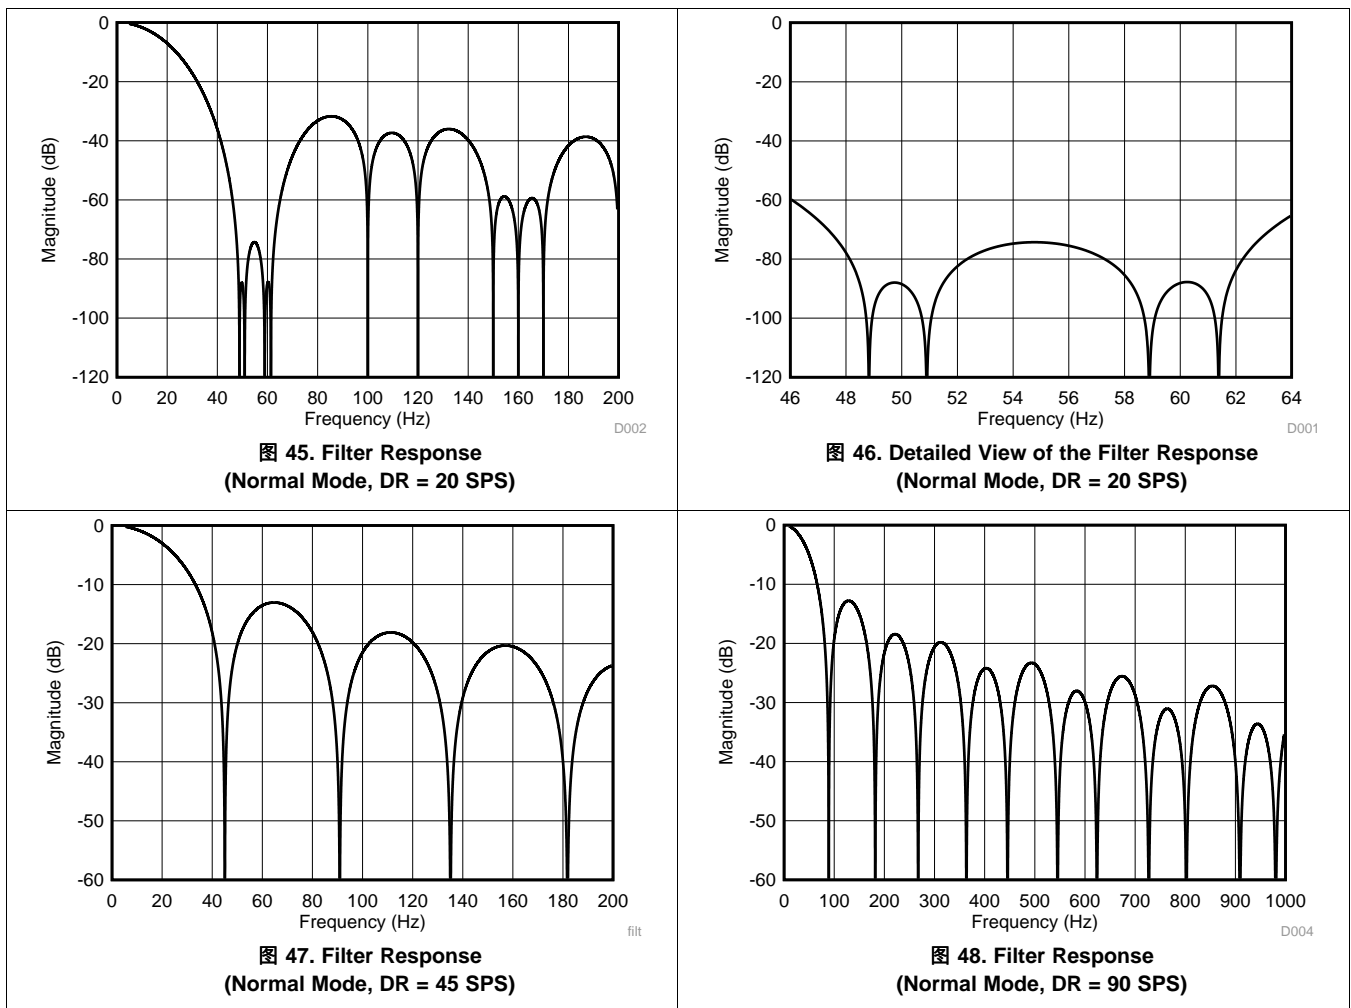 0
-20
-40
-60
-80
-100
-120
Magnitude (dB)
0 20 40 60 80 100 120 140 160 180 200
Frequency (Hz)
D002
图 45. Filter Response
(Normal Mode, DR = 20 SPS)
0
-20
-40
-60
-80
-100
-120
Magnitude (dB)
46 48 50 52 54 56 58 60 62 64
Frequency (Hz)
D001
图 46. Detailed View of the Filter Response
(Normal Mode, DR = 20 SPS)
0
-10
-20
-30
-40
-50
-60
Magnitude (dB)
0 20 40 60 80 100 120 140 160 180 200
Frequency (Hz)
filt
图 47. Filter Response
(Normal Mode, DR = 45 SPS)
0
-10
-20
-30
-40
-50
-60
Magnitude (dB)
0 100 200 300 400 500 600 700 800 900 1000
Frequency (Hz)
D004
图 48. Filter Response
(Normal Mode, DR = 90 SPS)